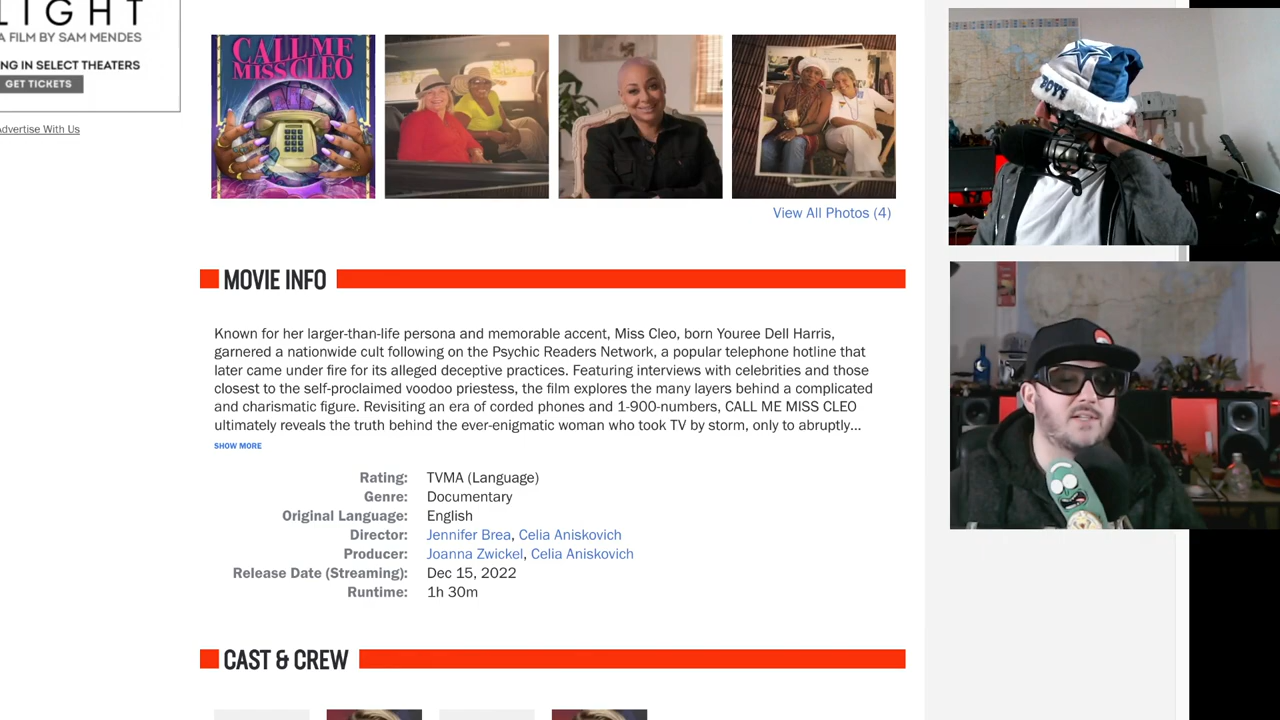 LIGHT
A FILM BY SAM MENDES
NG IN SELECT THEATERS
GET TICKETS
Advertise With Us
CALL ME
MISS CLEO
View All Photos (4)
BOYS
MOVIE INFO
Known for her larger-than-life persona and memorable accent, Miss Cleo, born Youree Dell Harris,
garnered a nationwide cult following on the Psychic Readers Network, a popular telephone hotline that
later came under fire for its alleged deceptive practices. Featuring interviews with celebrities and those
closest to the self-proclaimed voodoo priestess, the film explores the many layers behind a complicated
and charismatic figure. Revisiting an era of corded phones and 1-900-numbers, CALL ME MISS CLEO
ultimately reveals the truth behind the ever-enigmatic woman who took TV by storm, only to abruptly...
SHOW MORE
Rating: TVMA (Language)
Genre: Documentary
Original Language: English
Director: Jennifer Brea, Celia Aniskovich
Producer: Joanna Zwickel, Celia Aniskovich
Release Date (Streaming): Dec 15, 2022
Runtime: 1h 30m
CAST & CREW